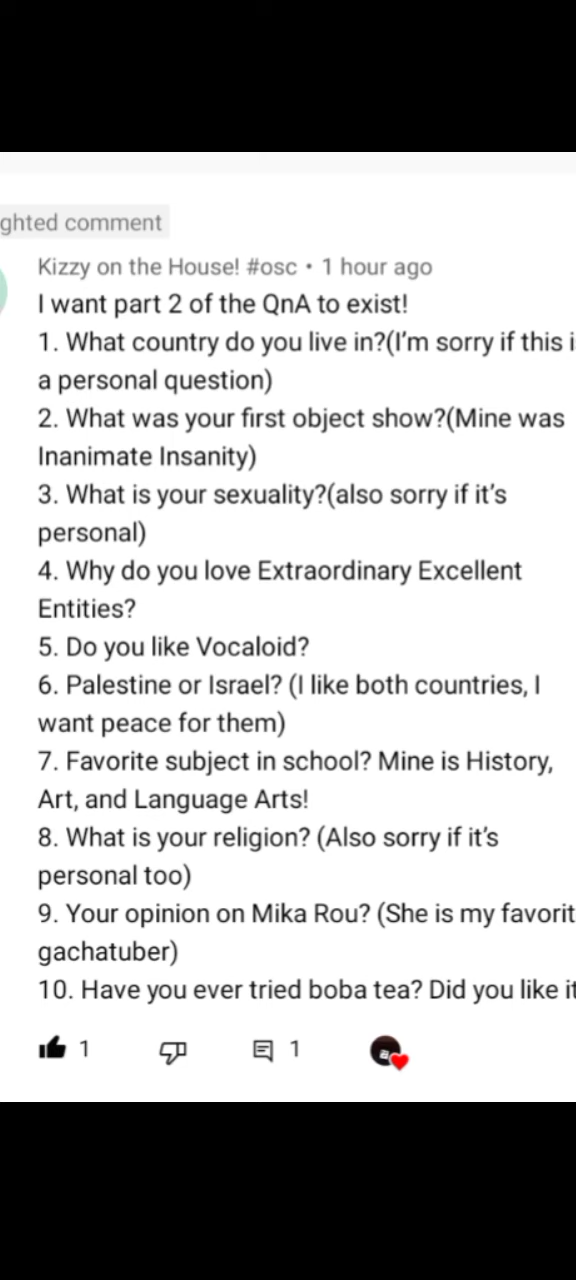 ghted comment
Kizzy on the House! #osc • 1 hour ago
I want part 2 of the QnA to exist!
1. What country do you live in?(I'm sorry if this i
a personal question)
2. What was your first object show?(Mine was
Inanimate Insanity)
3. What is your sexuality?(also sorry if it's
personal)
4. Why do you love Extraordinary Excellent
Entities?
5. Do you like Vocaloid?
6. Palestine or Israel? (I like both countries, I
want peace for them)
7. Favorite subject in school? Mine is History,
Art, and Language Arts!
8. What is your religion? (Also sorry if it's
personal too)
9. Your opinion on Mika Rou? (She is my favorit
gachatuber)
10. Have you ever tried boba tea? Did you like it
1 1